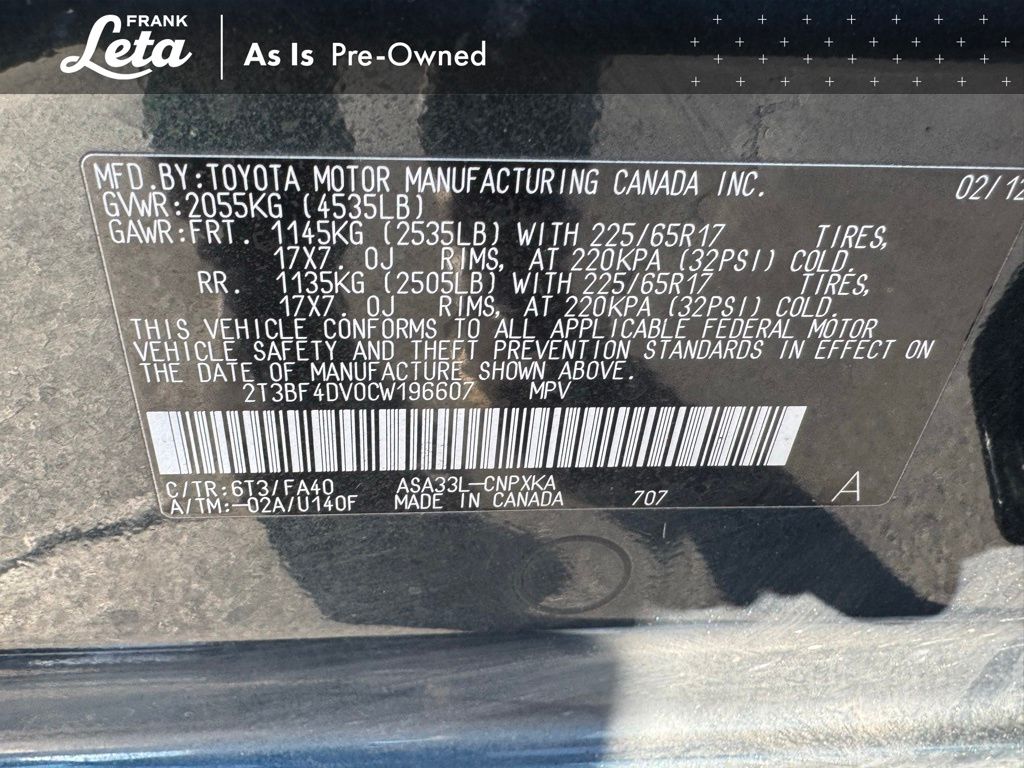 FRANK
Leta
As Is Pre-Owned
MFD.BY:TOYOTA MOTOR MANUFACTURING CANADA INC. 02/12
GVWR:2055KG (4535LB)
GAWR:FRT. 1145KG (2535LB) WITH 225/65R17 TIRES,
17X7.0J RIMS, AT 220KPA (32PSI) COLD.
RR. 1135KG (2505LB) WITH 225/65R17 TIRES,
17X7.0J RIMS, AT 220KPA (32PSI) COLD.
THIS VEHICLE CONFORMS TO ALL APPLICABLE FEDERAL MOTOR
VEHICLE SAFETY AND THEFT PREVENTION STANDARDS IN EFFECT ON
THE DATE OF MANUFACTURE SHOWN ABOVE.
2T3BF4DV0CW196607 MPV
C/TR:6T3/FA40 ASA33L-CNPXKA
A/TM:-02A/U140F MADE IN CANADA 707 A